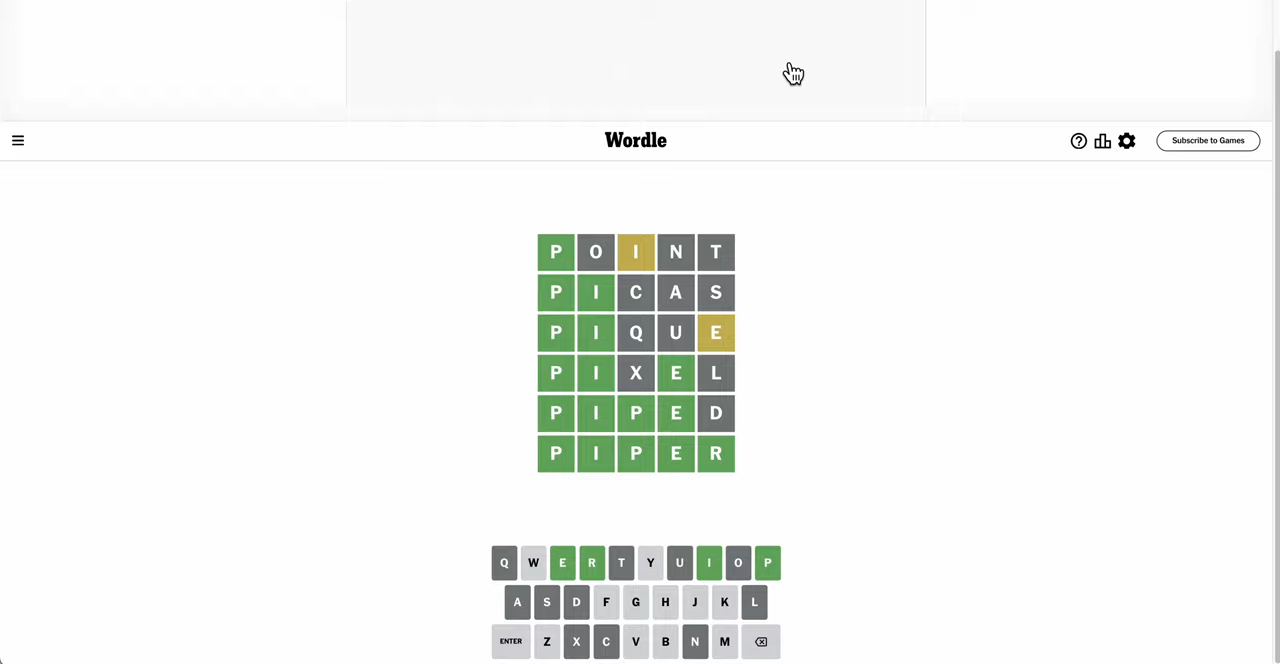 Wordle
Subscribe to Games
P O I N T
P I C A S
P I Q U E
P I X E L
P I P E D
P I P E R
Q W E R T Y U I O P
A S D F G H J K L
ENTER Z X C V B N M